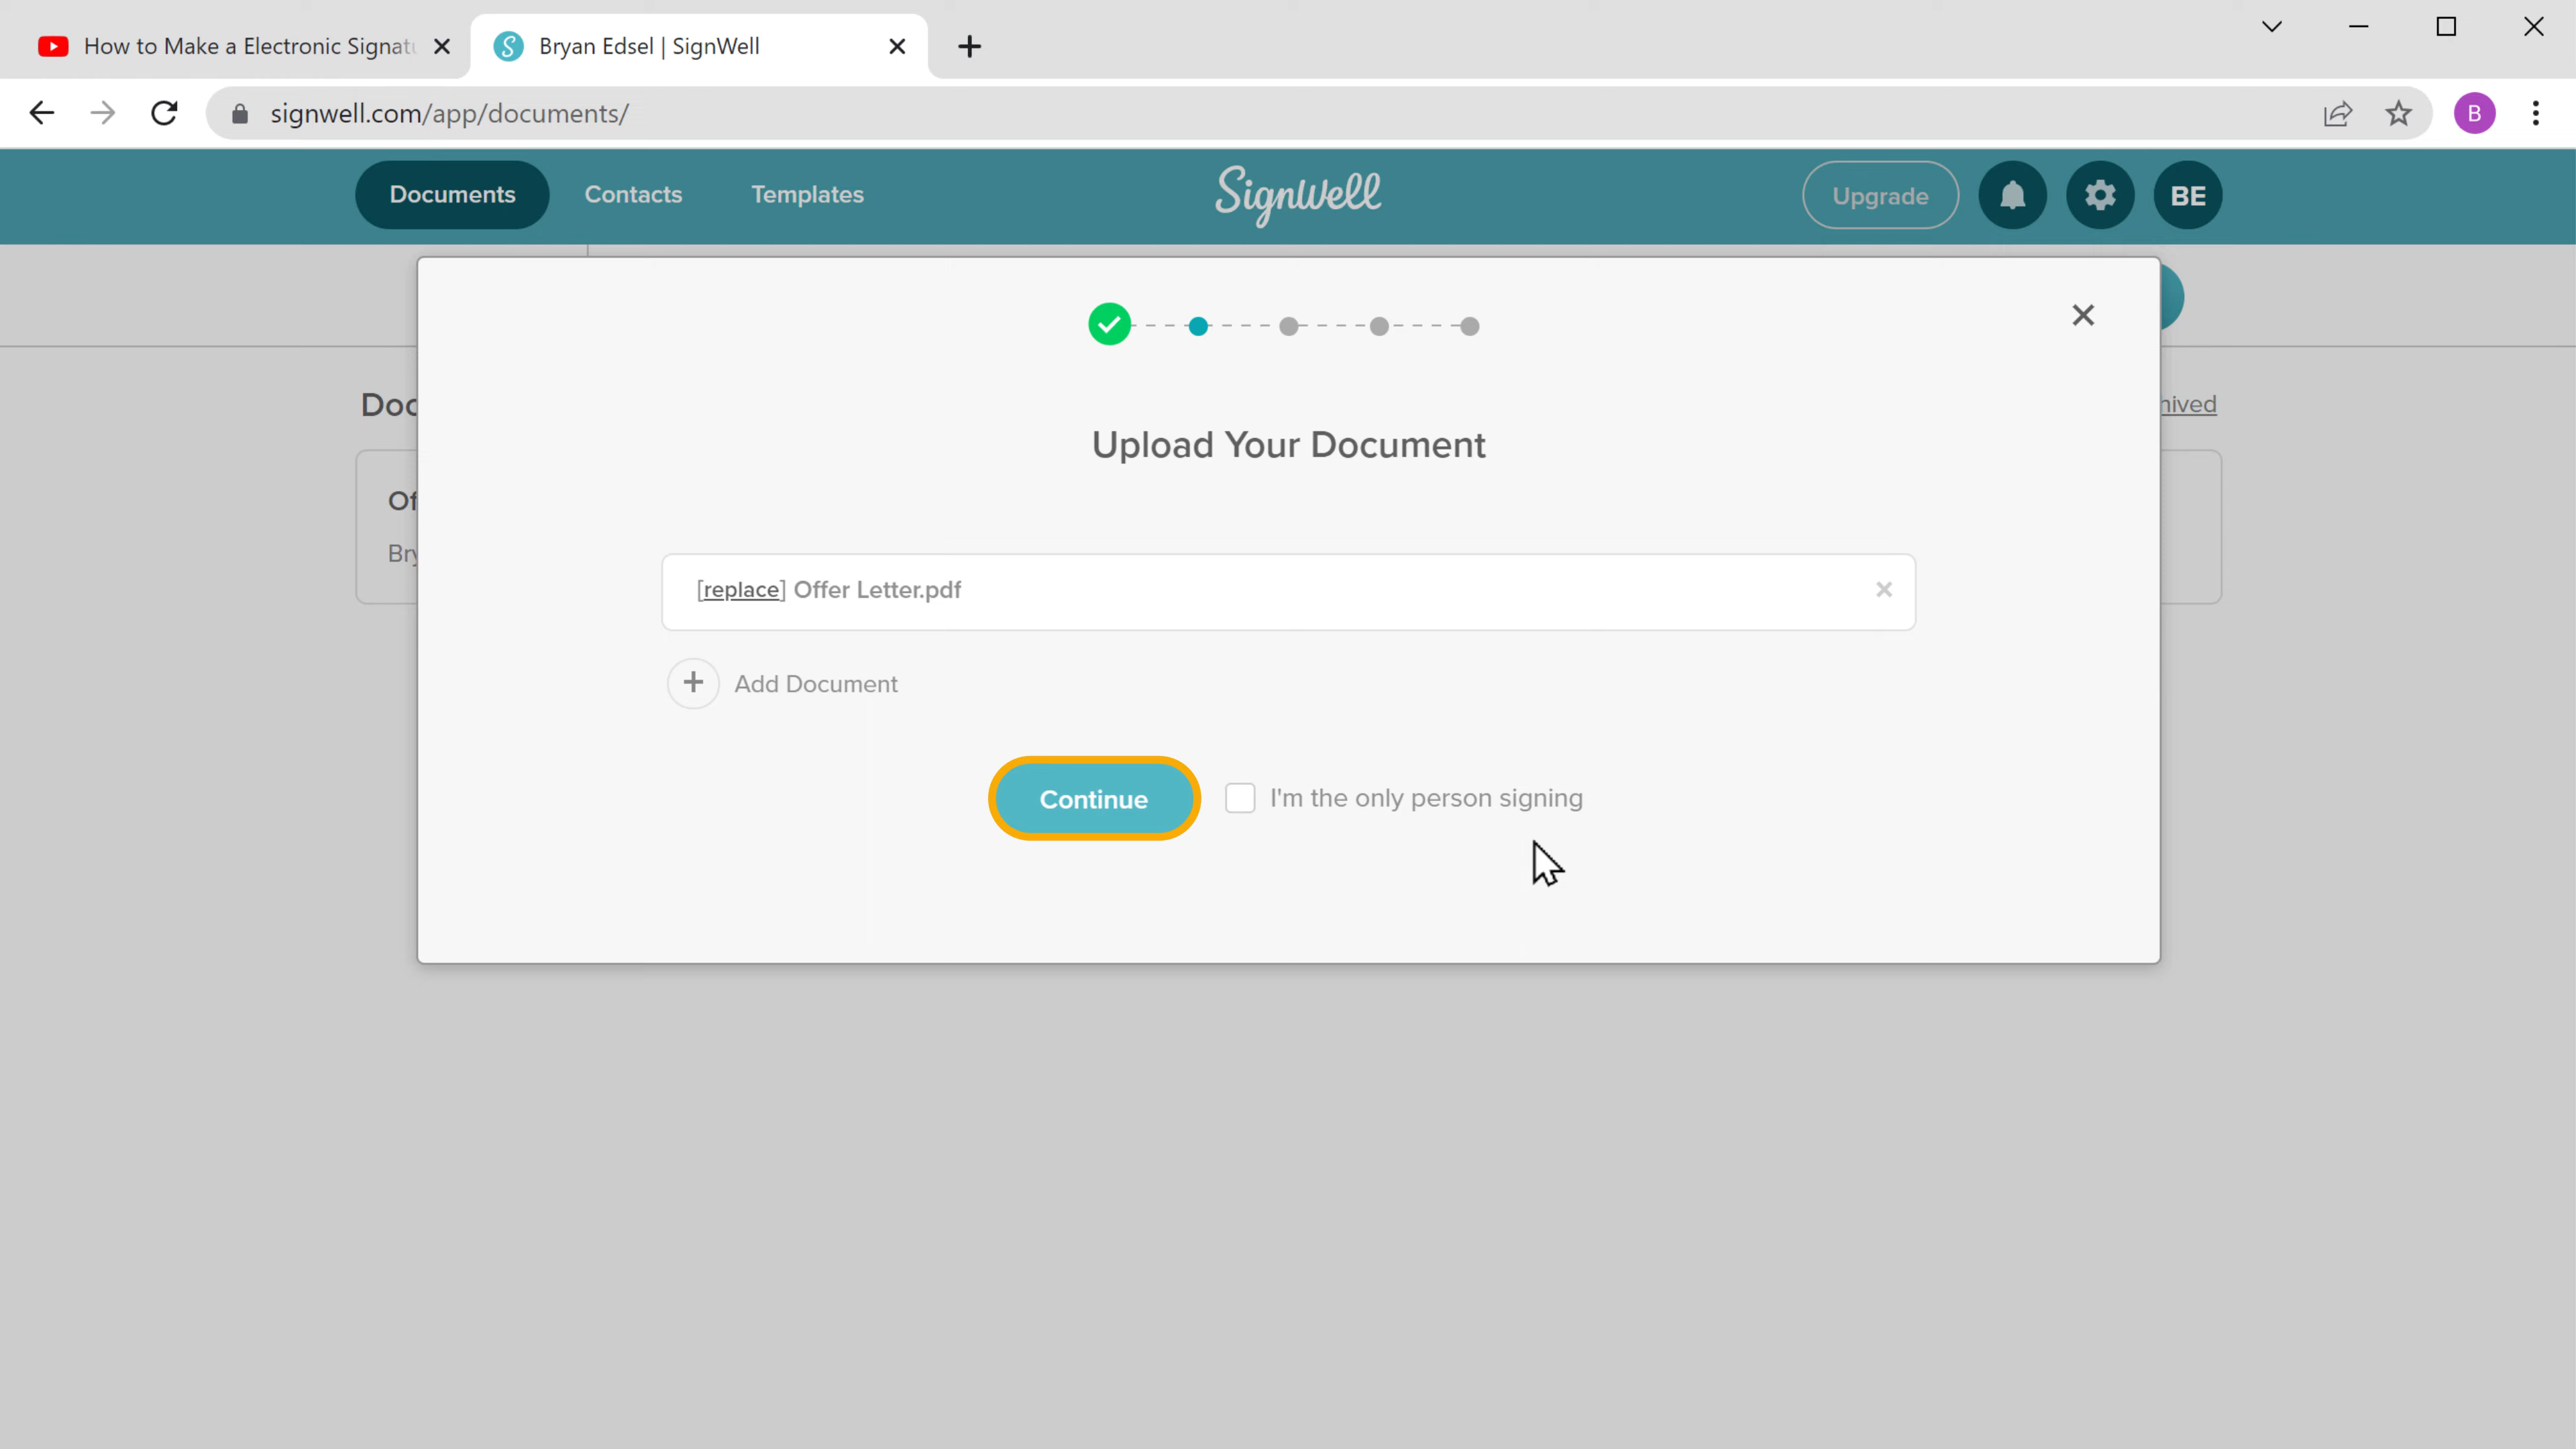 How to Make a Electronic Signatu
Bryan Edsel | SignWell
signwell.com/app/documents/
B
Documents
Contacts
Templates
SignWell
Upgrade
BE
Upload Your Document
Doc
hived
Of
Bry
[replace] Offer Letter.pdf
Add Document
Continue
I'm the only person signing